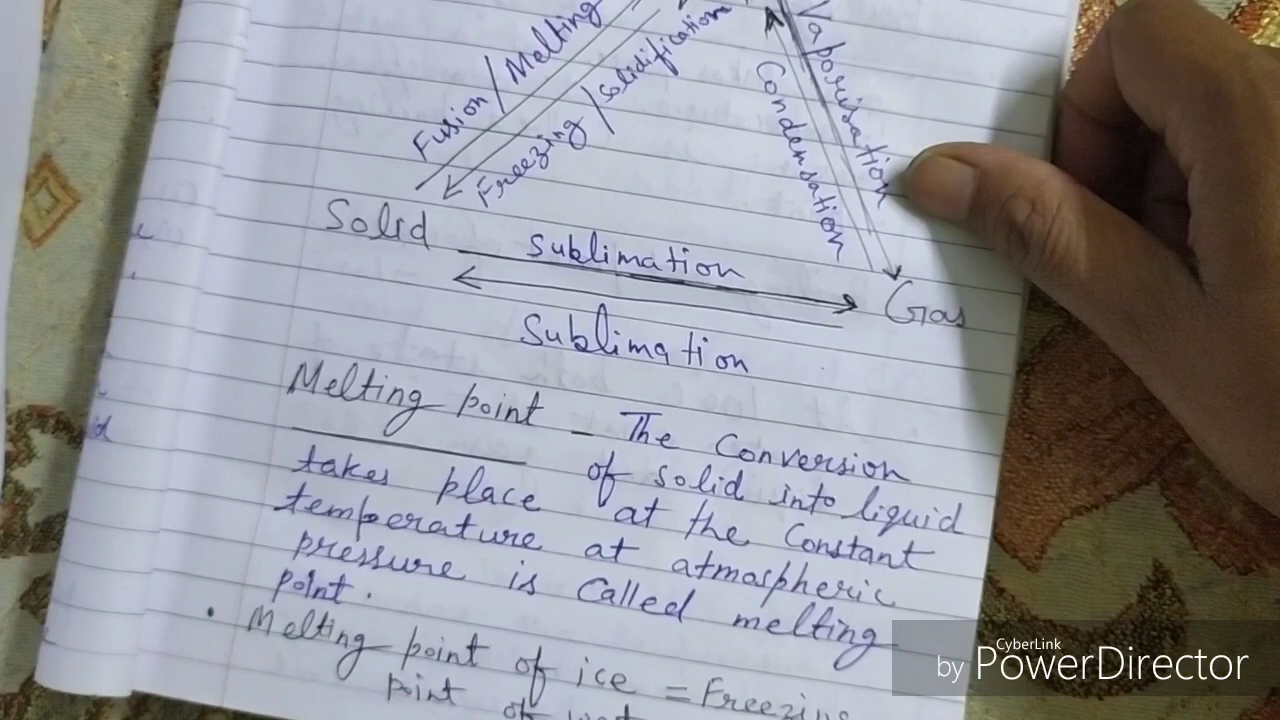 Fusion / Melting
Freezing / Solidification
Vaporisation
Condensation
Solid
Sublimation
Gas
Sublimation
Melting point - The Conversion
of solid into liquid
takes place at the Constant
temperature at atmospheric
pressure is Called melting
point.
• Melting point of ice = Freezing
point of
CyberLink
by PowerDirector